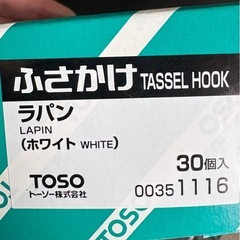 ふさかけ TASSEL HOOK
ラパン
LAPIN
(ホワイト WHITE)
30個入
TOSO
トーソー株式会社
00351116